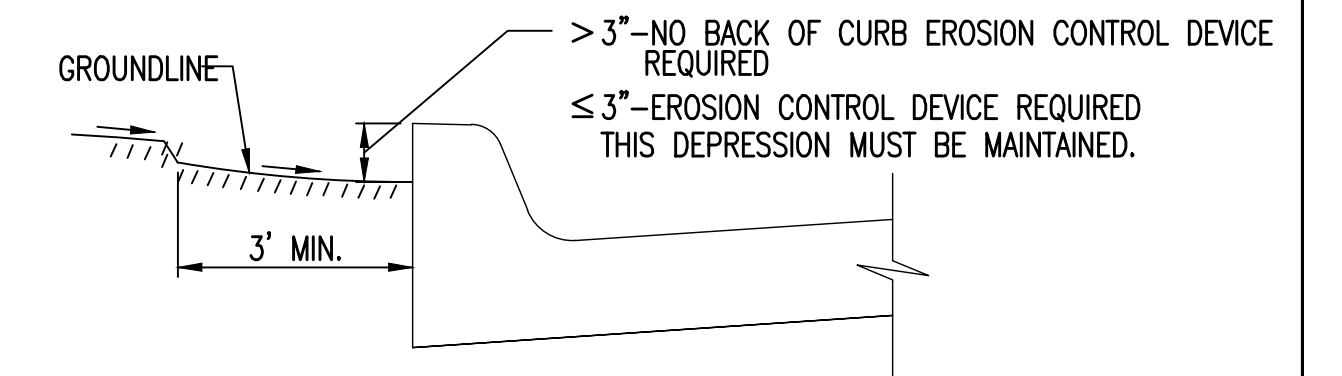 > 3"-NO BACK OF CURB EROSION CONTROL DEVICE
REQUIRED
GROUNDLINE
≤ 3"-EROSION CONTROL DEVICE REQUIRED
THIS DEPRESSION MUST BE MAINTAINED.
3' MIN.